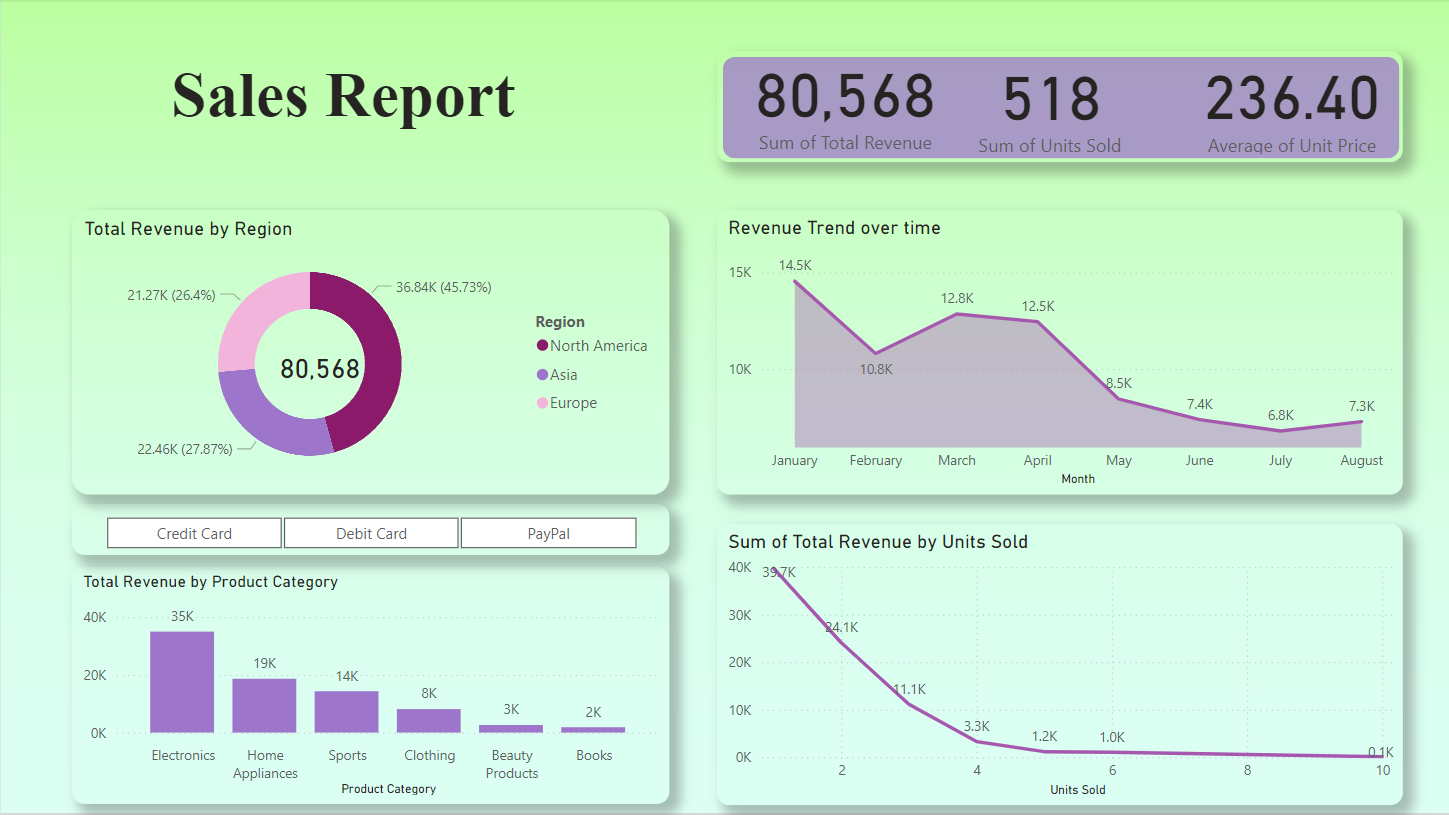 Sales Report
80,568
Sum of Total Revenue
518
Sum of Units Sold
236.40
Average of Unit Price
Total Revenue by Region
21.27K (26.4%)
36.84K (45.73%)
80,568
22.46K (27.87%)
Region
North America
Asia
Europe
Revenue Trend over time
15K
10K
14.5K
10.8K
12.8K
12.5K
8.5K
7.4K
6.8K
7.3K
January February March April May June July August
Month
Credit Card Debit Card PayPal
Total Revenue by Product Category
40K
20K
0K
35K
19K
14K
8K
3K
2K
Electronics
Home
Appliances
Sports
Clothing
Beauty
Products
Books
Product Category
Sum of Total Revenue by Units Sold
40K
30K
20K
10K
0K
39.7K
24.1K
11.1K
3.3K
1.2K
1.0K
0.1K
2 4 6 8 10
Units Sold